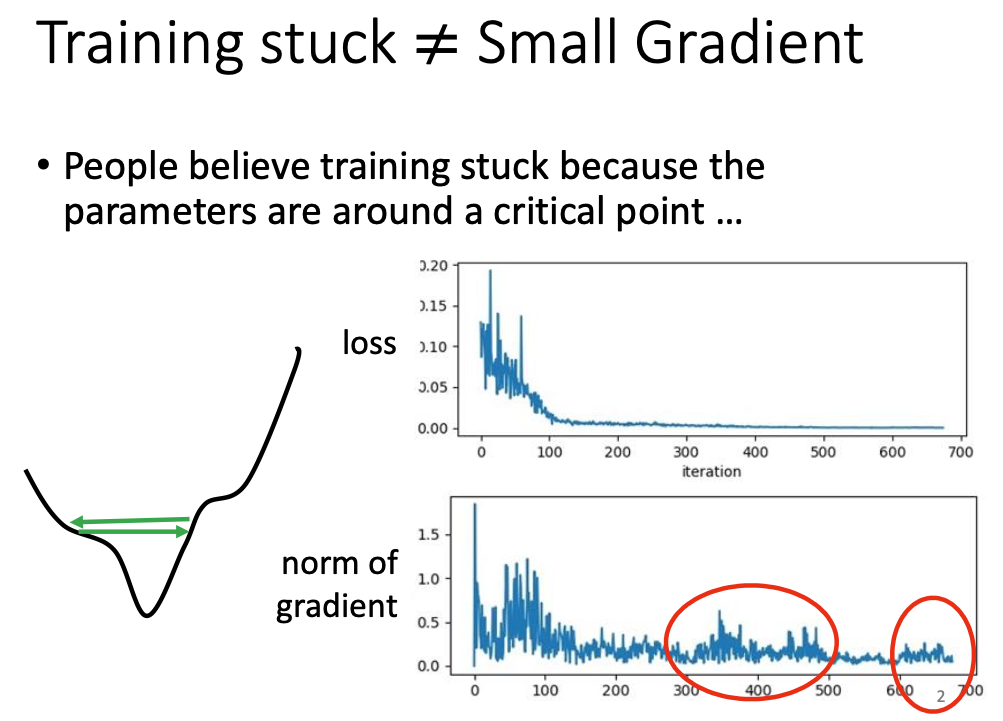 Training stuck ≠ Small Gradient
• People believe training stuck because the
parameters are around a critical point ...
loss
0.20
0.15
0.10
0.05
0.00
0 100 200 300 400 500 600 700
iteration
norm of
gradient
1.5
1.0
0.5
0.0
0 100 200 300 400 500 600 700
2